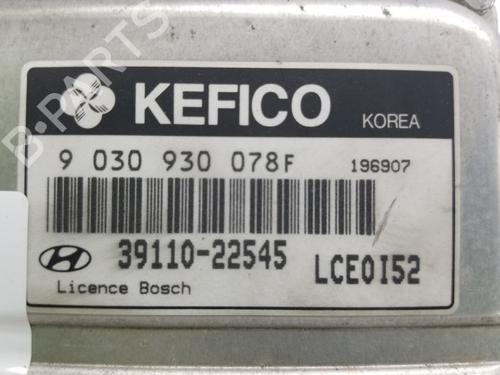 KEFICO KOREA
9 030 930 078F 196907
39110-22545 LCE0I52
Licence Bosch
B-PARTS